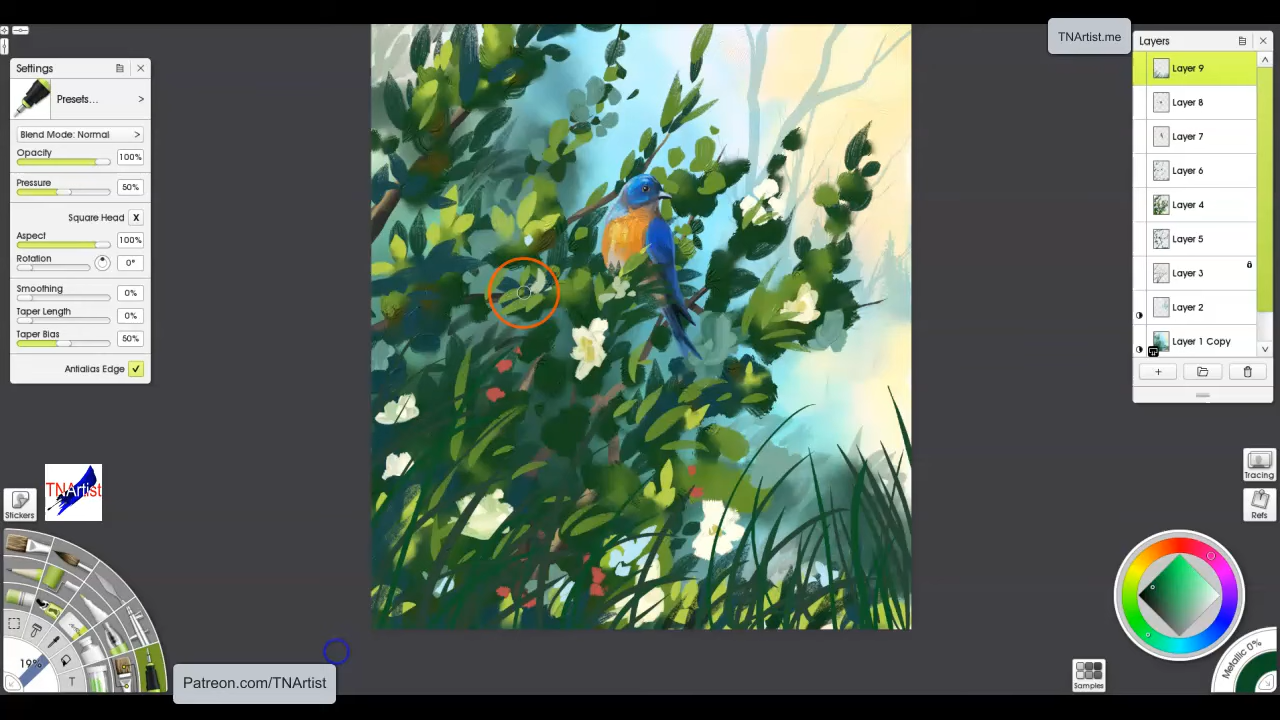 TNArtist.me
Settings
Presets... >
Blend Mode: Normal >
Opacity
100%
Pressure
50%
Square Head X
Aspect
100%
Rotation
0°
Smoothing
0%
Taper Length
0%
Taper Bias
50%
Antialias Edge
Layers
Layer 9
Layer 8
Layer 7
Layer 6
Layer 4
Layer 5
Layer 3
Layer 2
Layer 1 Copy
Tracing
Refs
Stickers
TNArtist
19%
T
Patreon.com/TNArtist
Samples
Metallic 0%